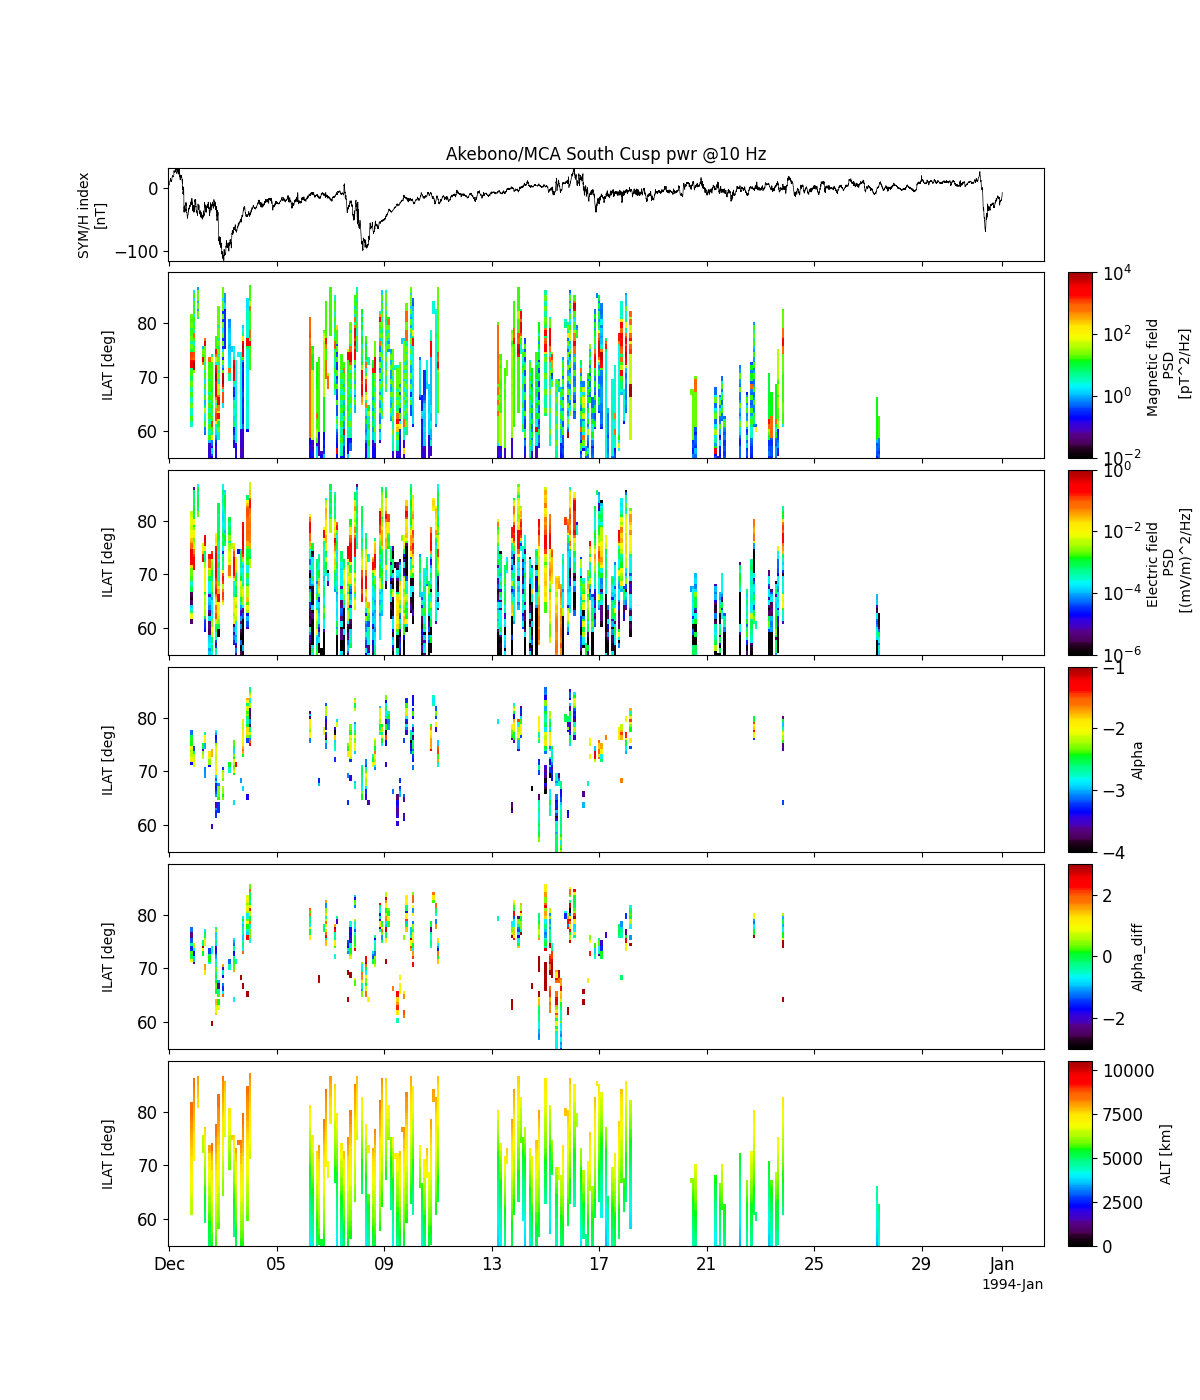 Akebono/MCA South Cusp pwr @10 Hz
SYM/H index
[nT]
0
−100
ILAT [deg]
80
70
60
10^4
10^2
10^0
10^−2
Magnetic field
PSD
[pT^2/Hz]
ILAT [deg]
80
70
60
10^0
10^−2
10^−4
10^−6
Electric field
PSD
[(mV/m)^2/Hz]
ILAT [deg]
80
70
60
−1
−2
−3
−4
Alpha
ILAT [deg]
80
70
60
2
0
−2
Alpha_diff
ILAT [deg]
80
70
60
10000
7500
5000
2500
0
ALT [km]
Dec 05 09 13 17 21 25 29 Jan
1994-Jan